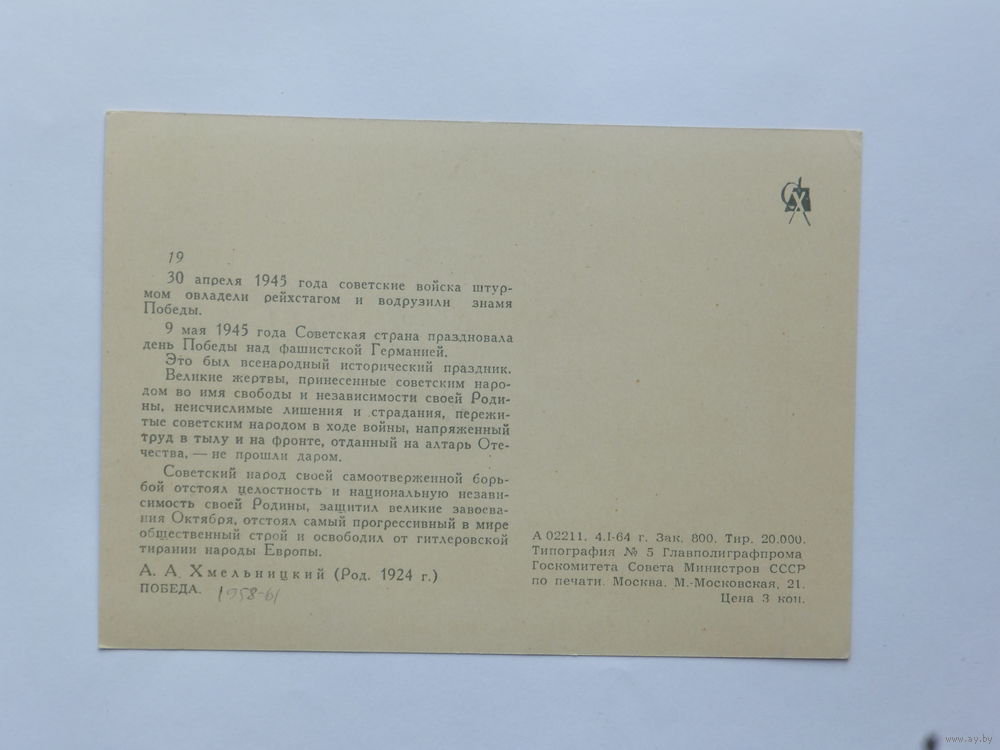 19
30 апреля 1945 года советские войска штур-
мом овладели рейхстагом и водрузили знамя
Победы.
9 мая 1945 года Советская страна праздновала
день Победы над фашистской Германией.
Это был всенародный исторический праздник.
Великие жертвы, принесенные советским наро-
дом во имя свободы и независимости своей Роди-
ны, неисчислимые лишения и страдания, пережи-
тые советским народом в ходе войны, напряженный
труд в тылу и на фронте, отданный на алтарь Оте-
чества, — не прошли даром.
Советский народ своей самоотверженной борь-
бой отстоял целостность и национальную незави-
симость своей Родины, защитил великие завоева-
ния Октября, отстоял самый прогрессивный в мире
общественный строй и освободил от гитлеровской
тирании народы Европы.
А. А. Хмельницкий (Род. 1924 г.)
ПОБЕДА. 1958-61
А 02211. 4.I-64 г. Зак. 800. Тир. 20.000.
Типография № 5 Главполиграфпрома
Госкомитета Совета Министров СССР
по печати. Москва. М.-Московская, 21.
Цена 3 коп.
www.ay.by